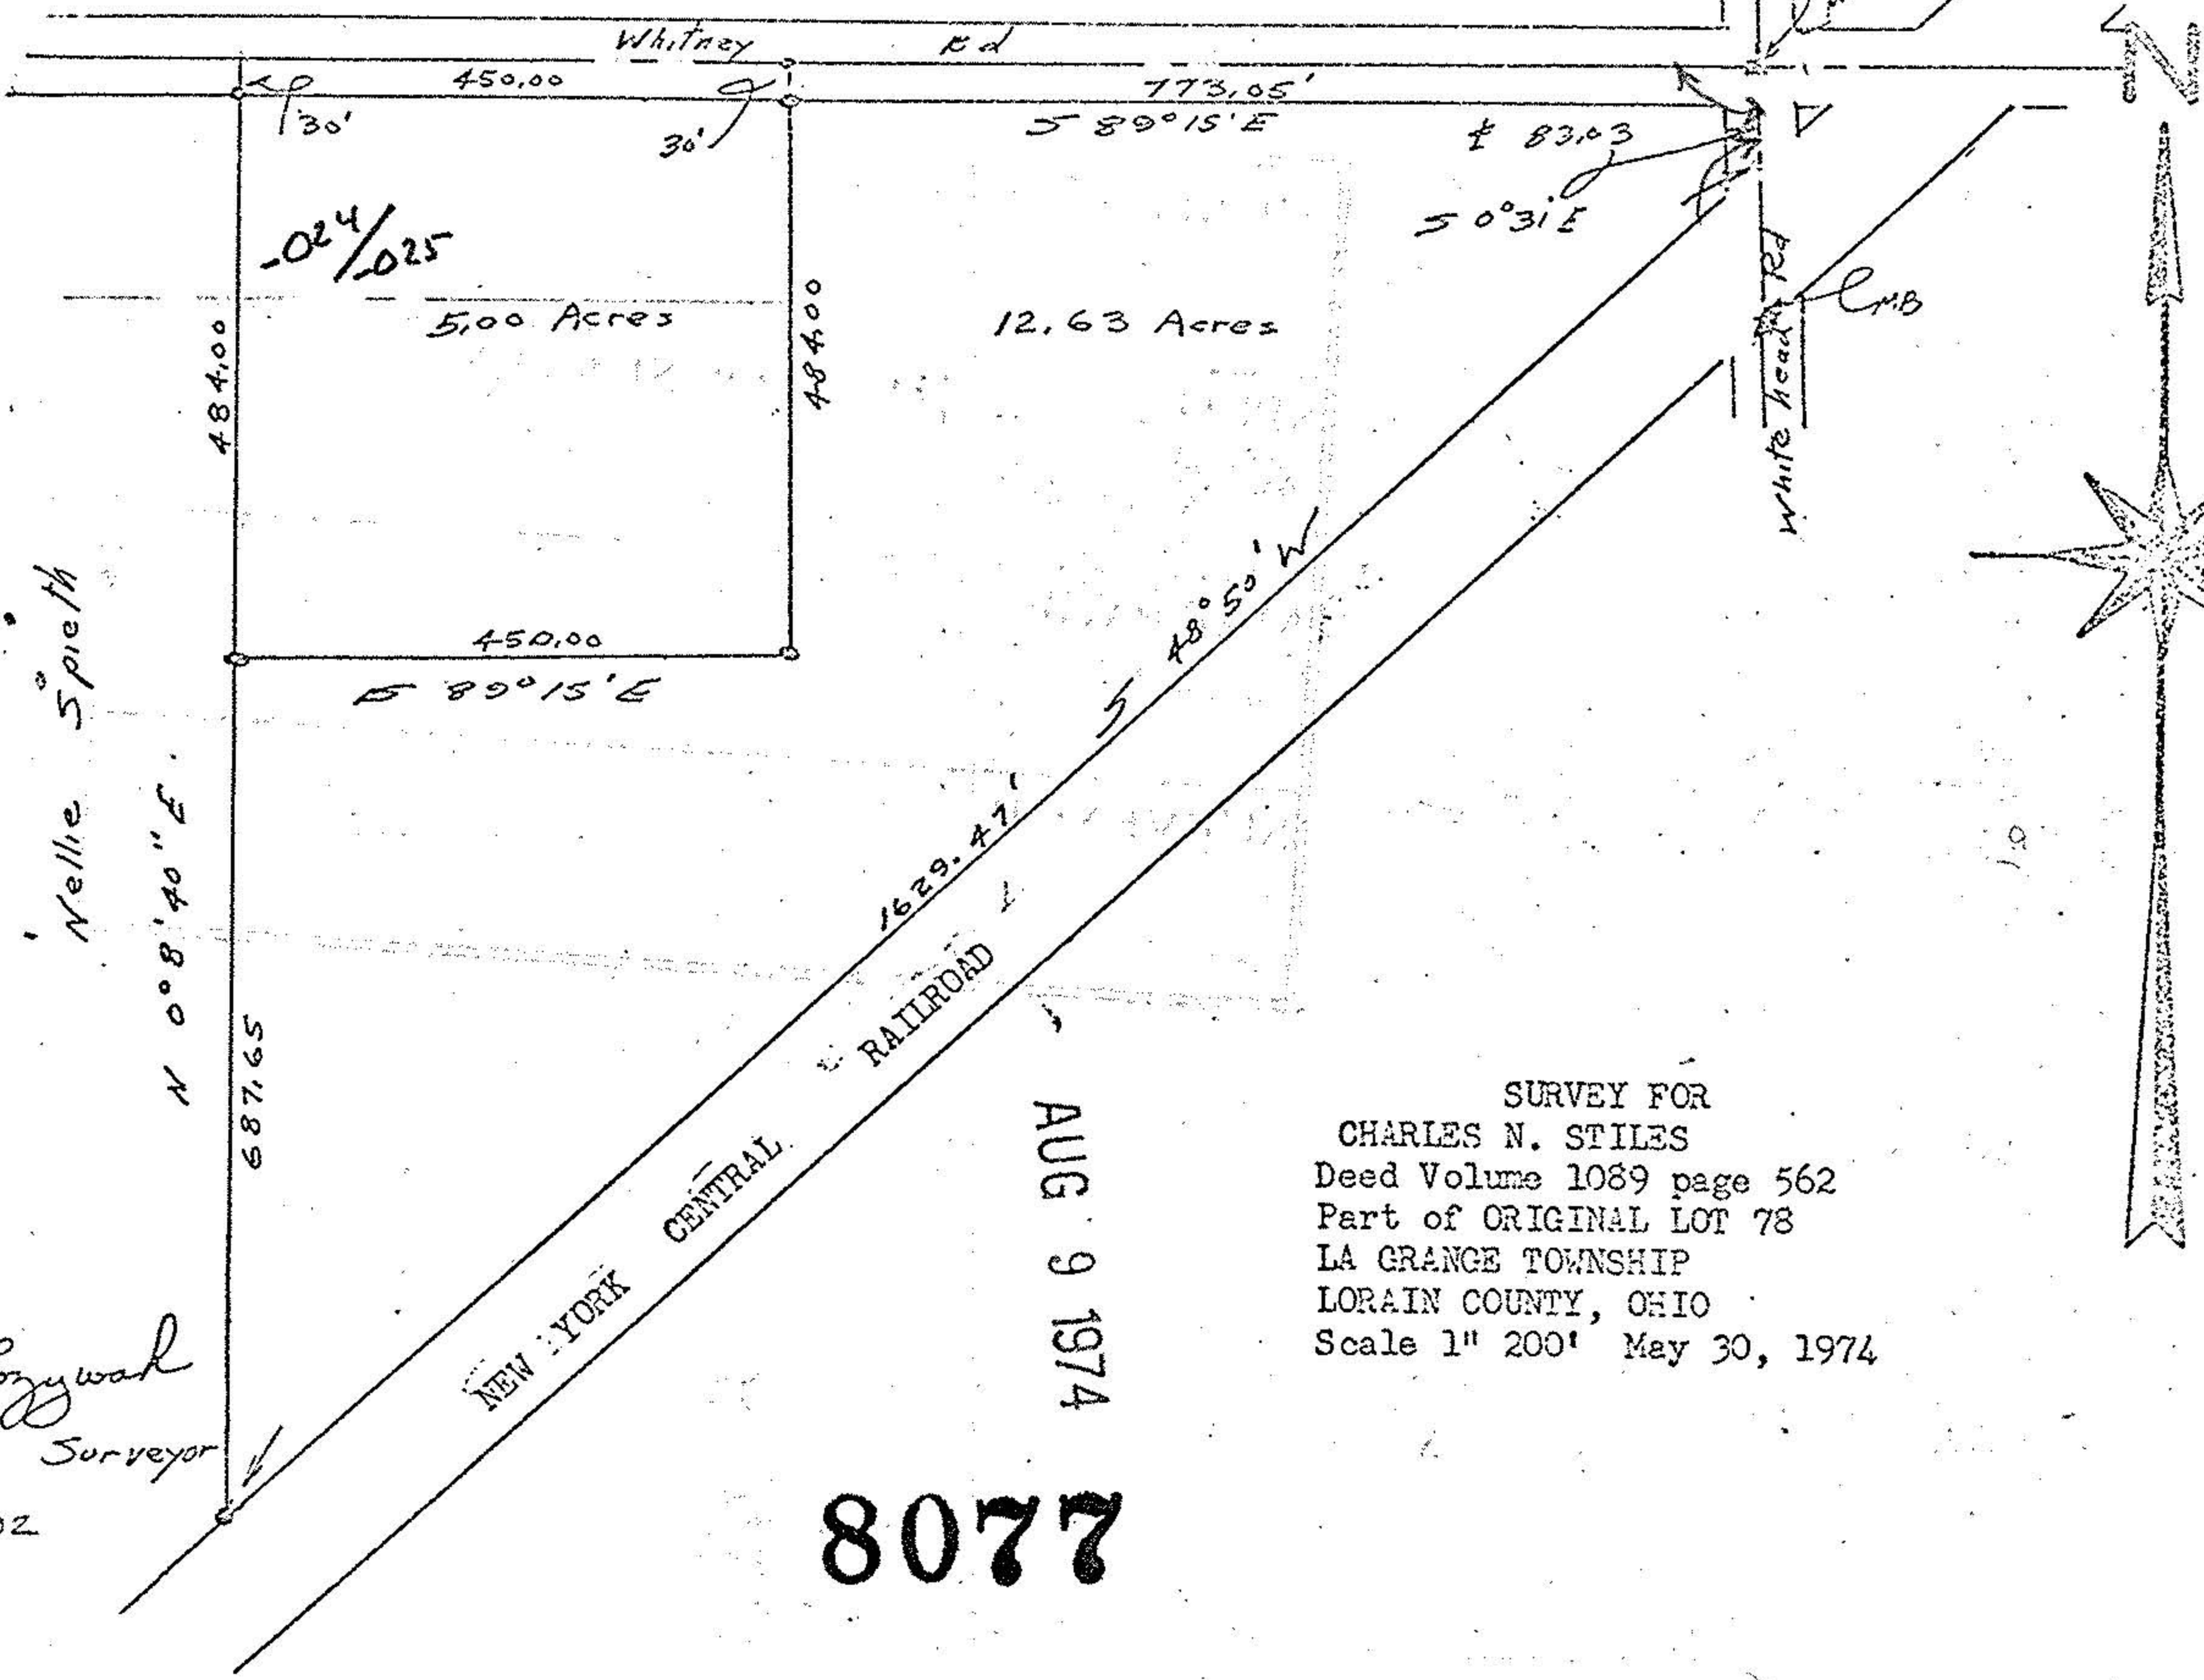 Whitney Rd
450.00
773.05'
N
30'
30'
S 89°15'E
⅊ 83.03
S 0°31'E
.024/.025
5.00 Acres
12.63 Acres
484.00
484.00
White head Rd
MB
450.00
S 89°15'E
S 48°50' W
1629.47'
Nellie Spieth
N 0°8'40" E.
687.65
NEW YORK CENTRAL RAILROAD
AUG 9 1974
SURVEY FOR
CHARLES N. STILES
Deed Volume 1089 page 562
Part of ORIGINAL LOT 78
LA GRANGE TOWNSHIP
LORAIN COUNTY, OHIO
Scale 1" 200' May 30, 1974
Surveyor
02
8077